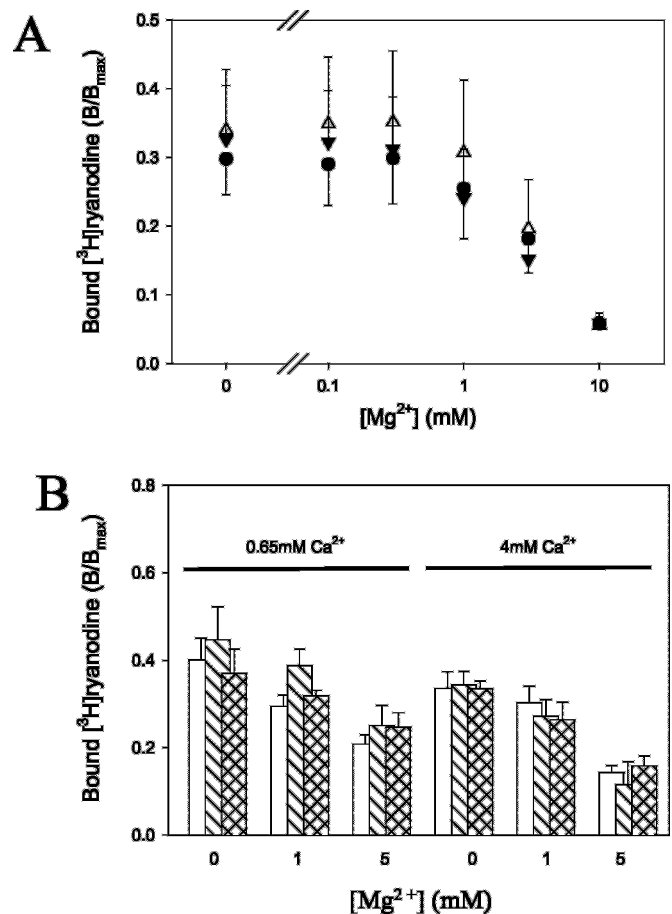 A
Bound [³H]ryanodine (B/Bmax)
0.5
0.4
0.3
0.2
0.1
0.0
0 0.1 1 10
[Mg²⁺] (mM)
B
Bound [³H]ryanodine (B/Bmax)
0.8
0.6
0.4
0.2
0.0
0.65mM Ca²⁺ 4mM Ca²⁺
0 1 5 0 1 5
[Mg²⁺] (mM)